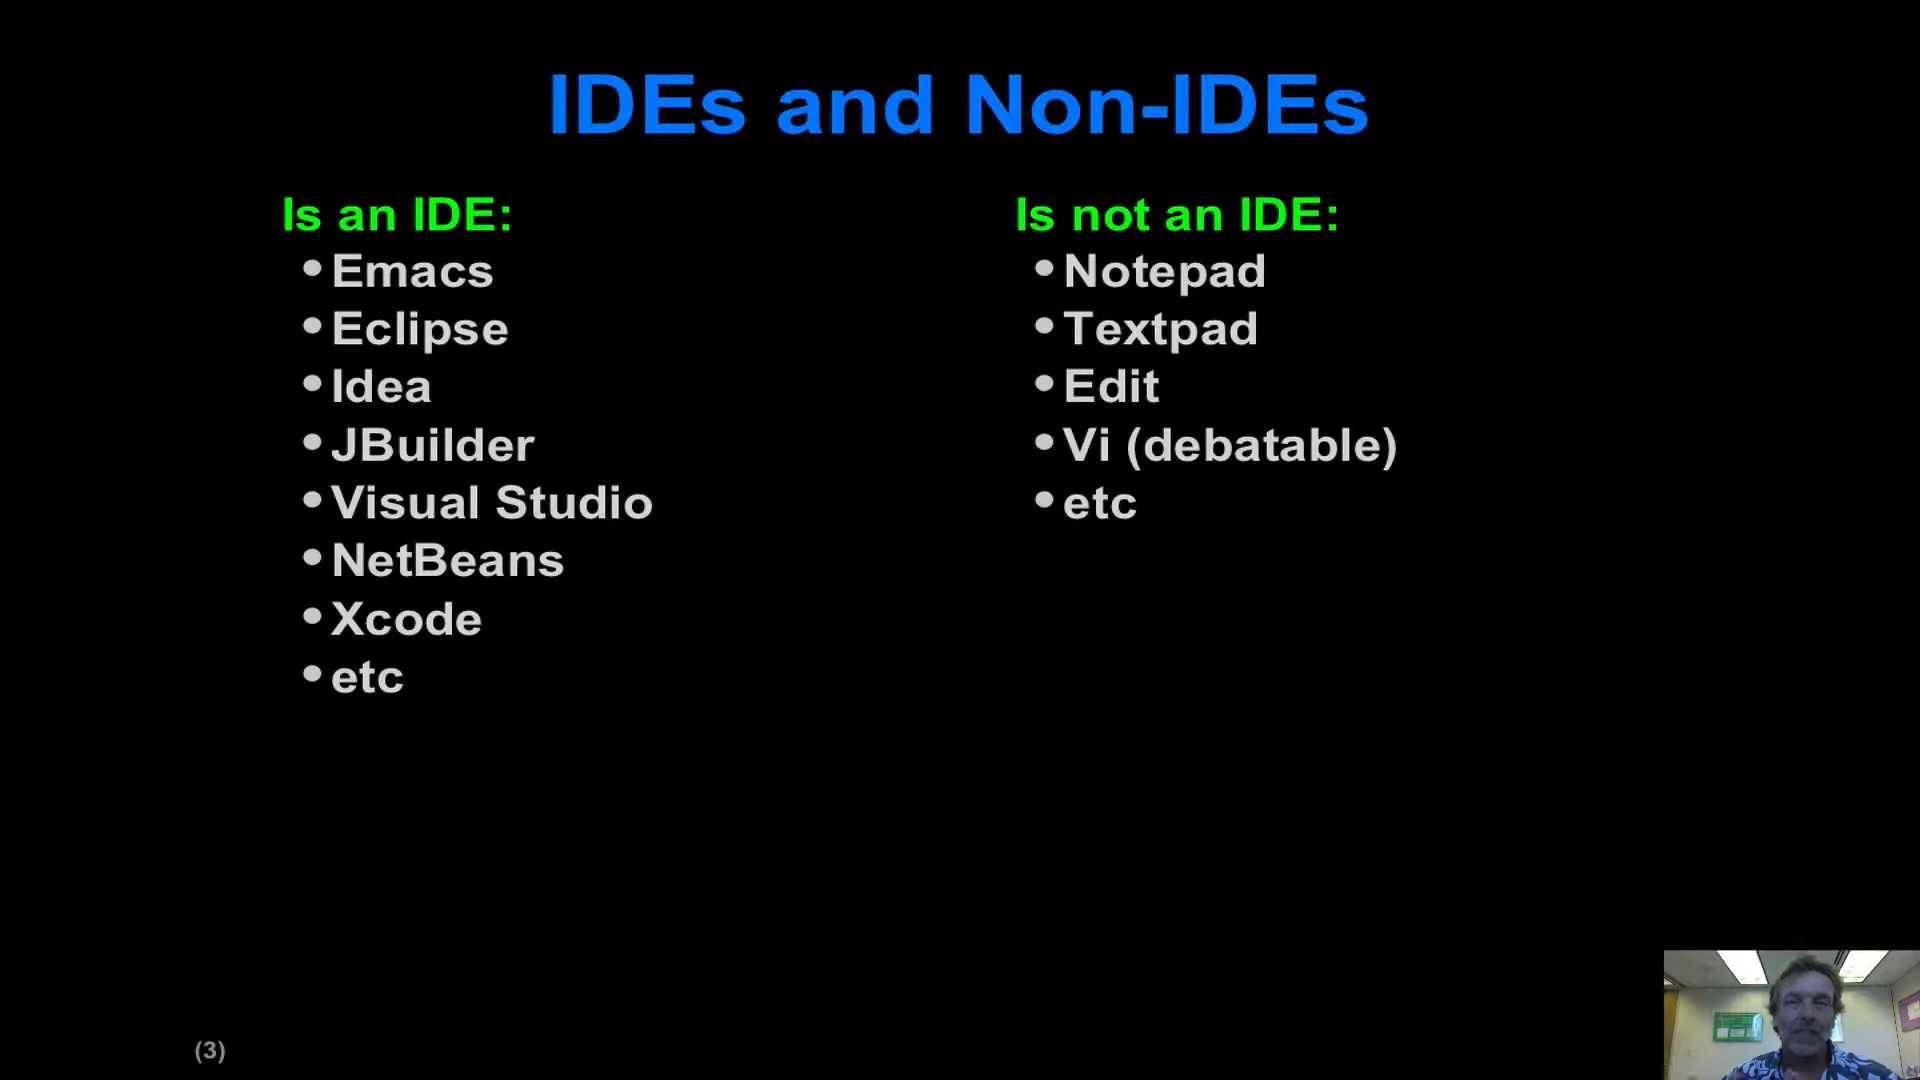 IDEs and Non-IDEs
Is an IDE:
•Emacs
•Eclipse
•Idea
•JBuilder
•Visual Studio
•NetBeans
•Xcode
•etc
Is not an IDE:
•Notepad
•Textpad
•Edit
•Vi (debatable)
•etc
(3)